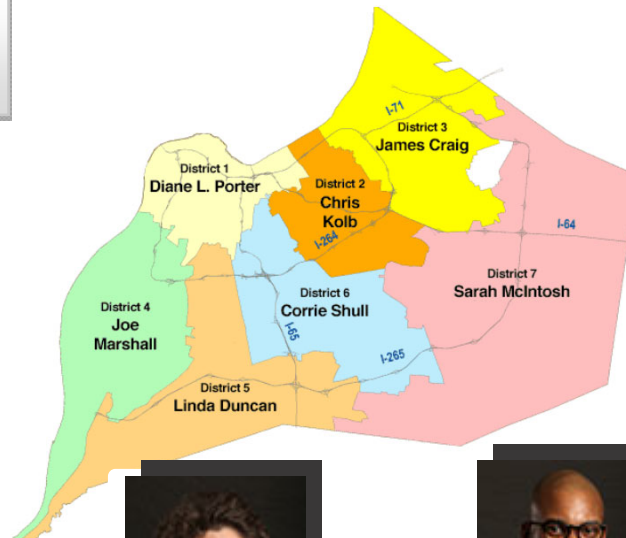 I-71
District 3
James Craig
District 1
Diane L. Porter
District 2
Chris
Kolb
I-264
I-64
District 7
Sarah McIntosh
District 4
Joe
Marshall
District 6
Corrie Shull
I-65
I-265
District 5
Linda Duncan